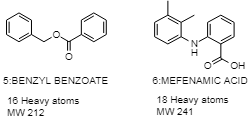 O
O
N
H
O
OH
5:BENZYL BENZOATE
6:MEFENAMIC ACID
16 Heavy atoms
18 Heavy atoms
MW 212
MW 241